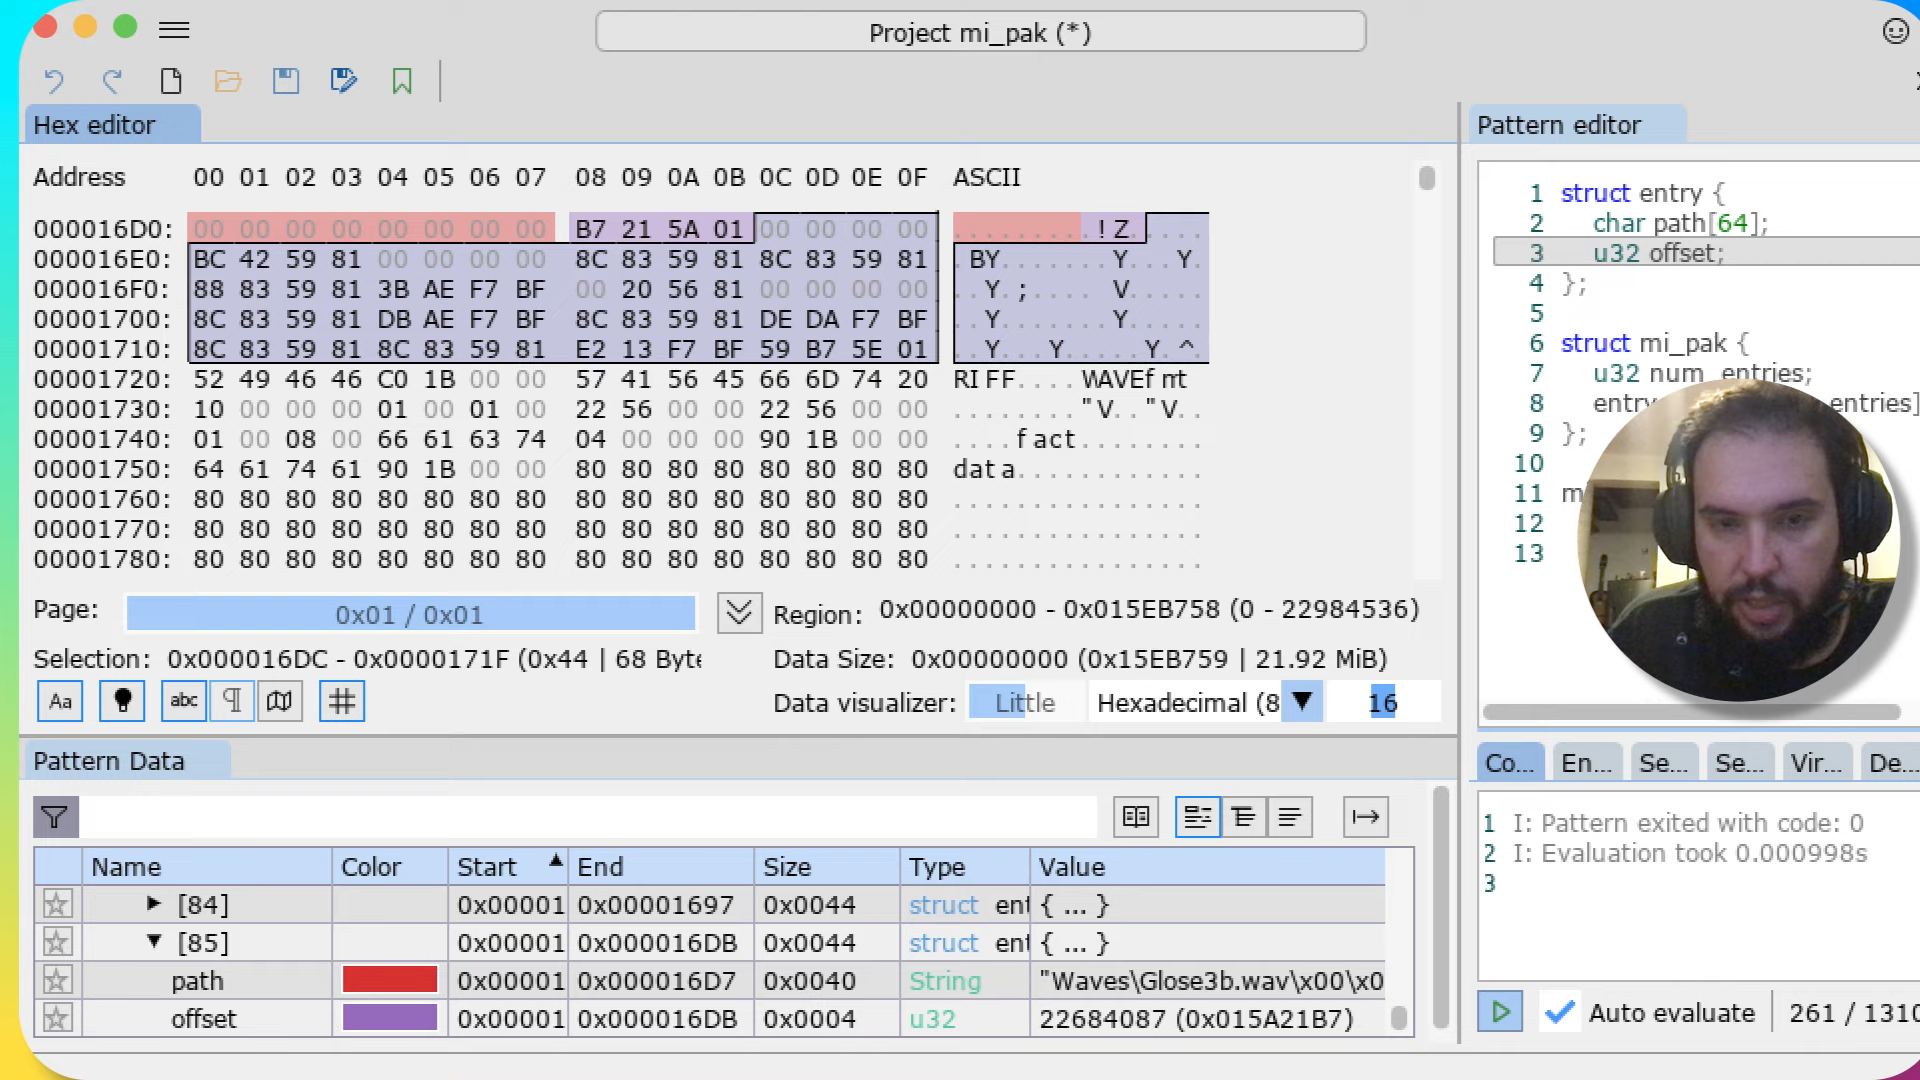 Project mi_pak (*)
Hex editor
Address 00 01 02 03 04 05 06 07 08 09 0A 0B 0C 0D 0E 0F ASCII
000016D0: 00 00 00 00 00 00 00 00 B7 21 5A 01 00 00 00 00 .........!Z.....
000016E0: BC 42 59 81 00 00 00 00 8C 83 59 81 8C 83 59 81 .BY.......Y...Y.
000016F0: 88 83 59 81 3B AE F7 BF 00 20 56 81 00 00 00 00 ..Y.;.... V.....
00001700: 8C 83 59 81 DB AE F7 BF 8C 83 59 81 DE DA F7 BF ..Y.......Y.....
00001710: 8C 83 59 81 8C 83 59 81 E2 13 F7 BF 59 B7 5E 01 ..Y...Y.....Y.^.
00001720: 52 49 46 46 C0 1B 00 00 57 41 56 45 66 6D 74 20 RIFF....WAVEfmt
00001730: 10 00 00 00 01 00 01 00 22 56 00 00 22 56 00 00 ........"V.."V..
00001740: 01 00 08 00 66 61 63 74 04 00 00 00 90 1B 00 00 ....fact........
00001750: 64 61 74 61 90 1B 00 00 80 80 80 80 80 80 80 80 data............
00001760: 80 80 80 80 80 80 80 80 80 80 80 80 80 80 80 80 ................
00001770: 80 80 80 80 80 80 80 80 80 80 80 80 80 80 80 80 ................
00001780: 80 80 80 80 80 80 80 80 80 80 80 80 80 80 80 80 ................
Page: 0x01 / 0x01 Region: 0x00000000 - 0x015EB758 (0 - 22984536)
Selection: 0x000016DC - 0x0000171F (0x44 | 68 Byte Data Size: 0x00000000 (0x15EB759 | 21.92 MiB)
Aa abc Data visualizer: Little Hexadecimal (8 16
Pattern Data
Name Color Start End Size Type Value
[84] 0x00001 0x00001697 0x0044 struct ent { ... }
[85] 0x00001 0x000016DB 0x0044 struct ent { ... }
path 0x00001 0x000016D7 0x0040 String "Waves\Glose3b.wav\x00\x0
offset 0x00001 0x000016DB 0x0004 u32 22684087 (0x015A21B7)
Pattern editor
1 struct entry {
2 char path[64];
3 u32 offset;
4 };
5
6 struct mi_pak {
7 u32 num_entries;
8 entry entries]
9 };
10
11 m
12
13
Co... En... Se... Se... Vir... De...
1 I: Pattern exited with code: 0
2 I: Evaluation took 0.000998s
3
Auto evaluate 261 / 1310